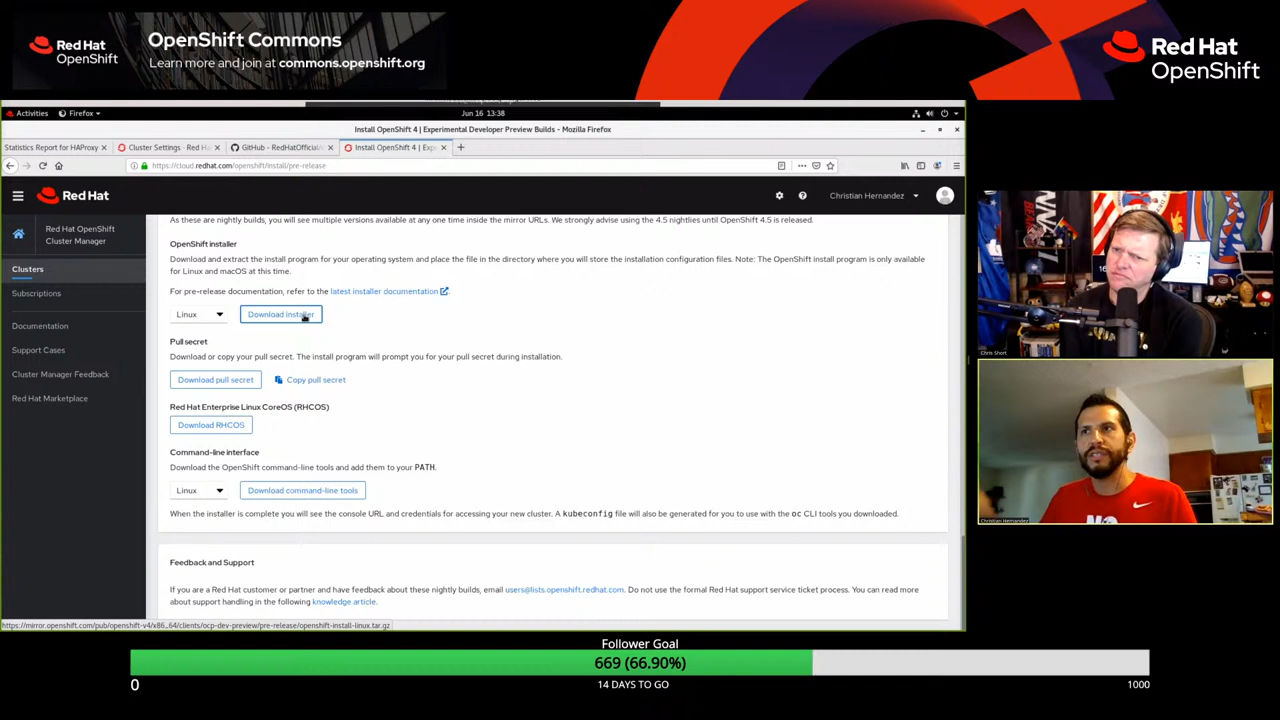 Red Hat
OpenShift
OpenShift Commons
Learn more and join at commons.openshift.org
Red Hat
OpenShift
Activities
Firefox
Jun 16 13:38
Install OpenShift 4 | Experimental Developer Preview Builds - Mozilla Firefox
Statistics Report for HAProxy
Cluster Settings - Red Ha
GitHub - RedHatOfficial/
Install OpenShift 4 | Expe
https://cloud.redhat.com/openshift/install/pre-release
Red Hat
Christian Hernandez
Red Hat OpenShift
Cluster Manager
Clusters
Subscriptions
Documentation
Support Cases
Cluster Manager Feedback
Red Hat Marketplace
As these are nightly builds, you will see multiple versions available at any one time inside the mirror URLs. We strongly advise using the 4.5 nightlies until OpenShift 4.5 is released.
OpenShift installer
Download and extract the install program for your operating system and place the file in the directory where you will store the installation configuration files. Note: The OpenShift install program is only available
for Linux and macOS at this time.
For pre-release documentation, refer to the latest installer documentation.
Linux
Download installer
Pull secret
Download or copy your pull secret. The install program will prompt you for your pull secret during installation.
Download pull secret
Copy pull secret
Red Hat Enterprise Linux CoreOS (RHCOS)
Download RHCOS
Command-line interface
Download the OpenShift command-line tools and add them to your PATH.
Linux
Download command-line tools
When the installer is complete you will see the console URL and credentials for accessing your new cluster. A kubeconfig file will also be generated for you to use with the oc CLI tools you downloaded.
Feedback and Support
If you are a Red Hat customer or partner and have feedback about these nightly builds, email users@lists.openshift.redhat.com. Do not use the formal Red Hat support service ticket process. You can read more
about support handling in the following knowledge article.
https://mirror.openshift.com/pub/openshift-v4/x86_64/clients/ocp-dev-preview/pre-release/openshift-install-linux.tar.gz
Chris Short
Christian Hernandez
Follower Goal
669 (66.90%)
0
14 DAYS TO GO
1000